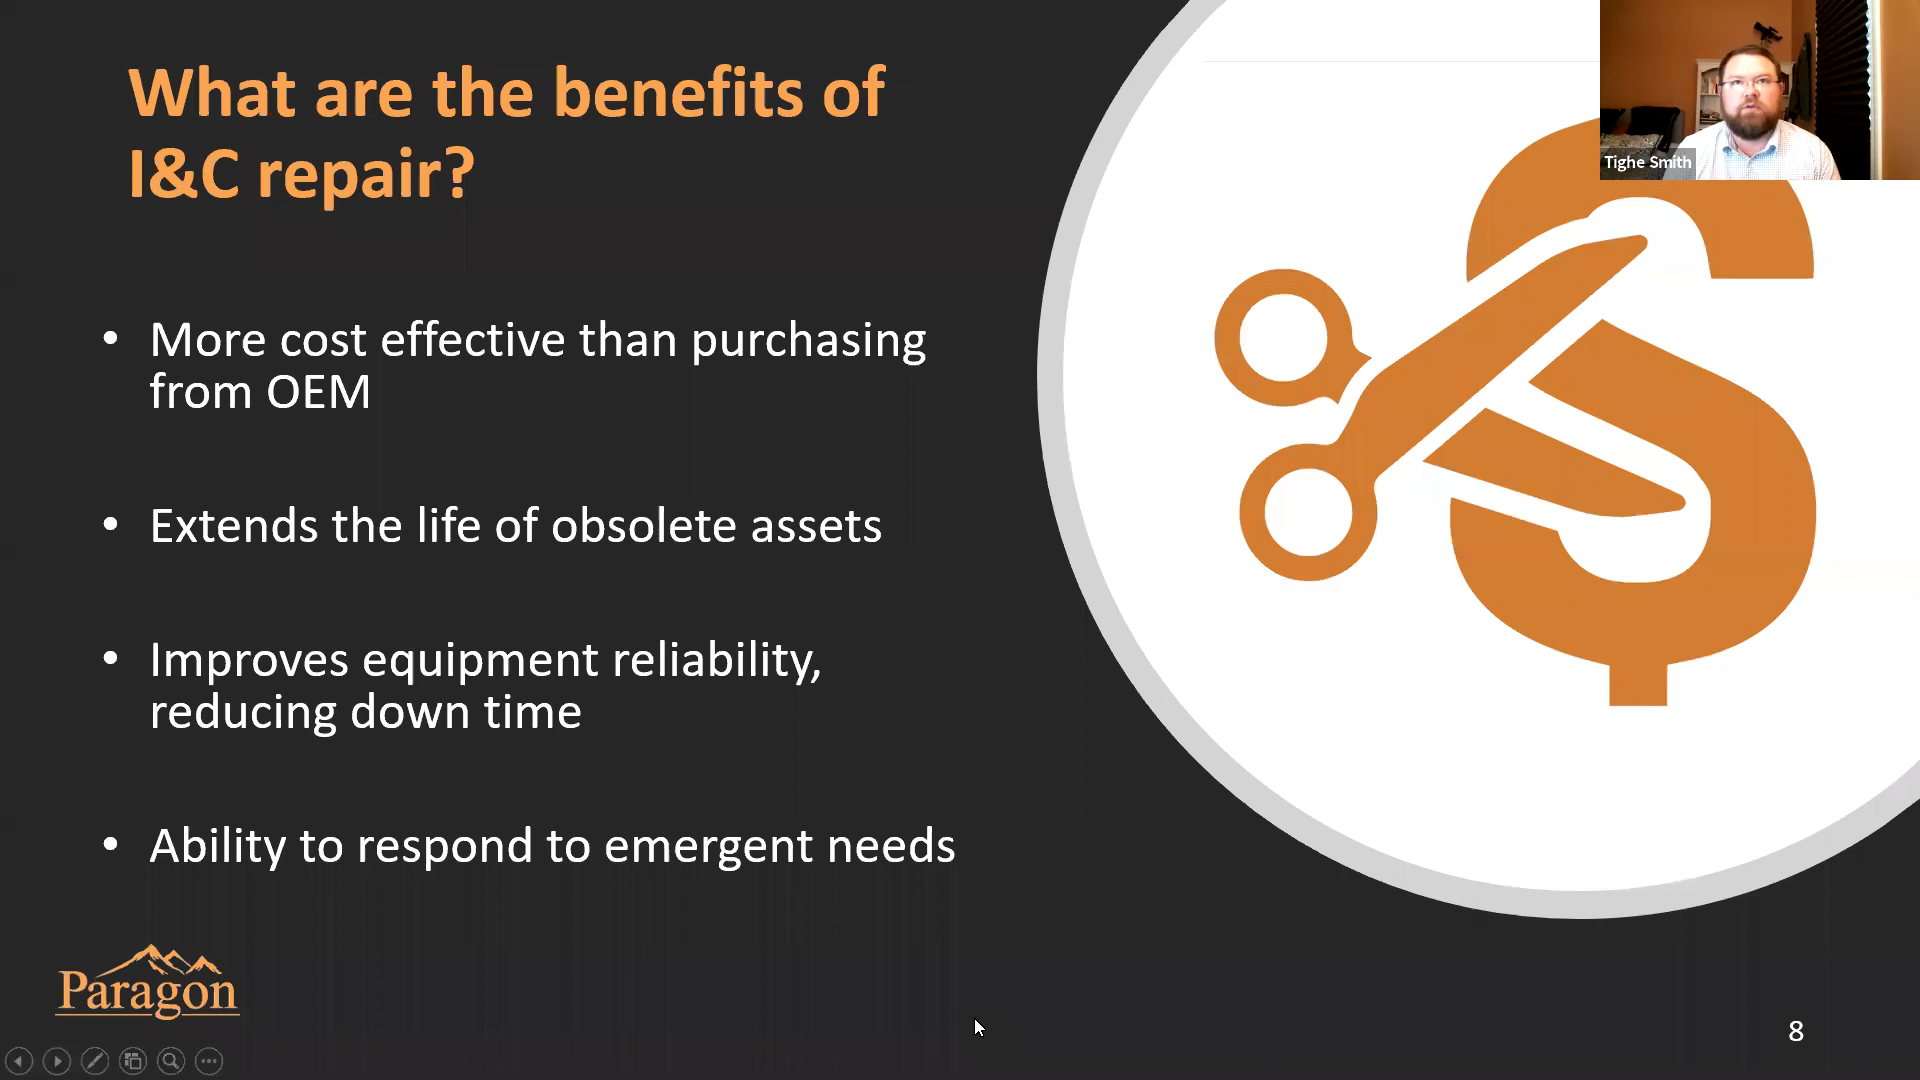 What are the benefits of
I&C repair?
• More cost effective than purchasing
from OEM
• Extends the life of obsolete assets
• Improves equipment reliability,
reducing down time
• Ability to respond to emergent needs
Tighe Smith
Paragon
8